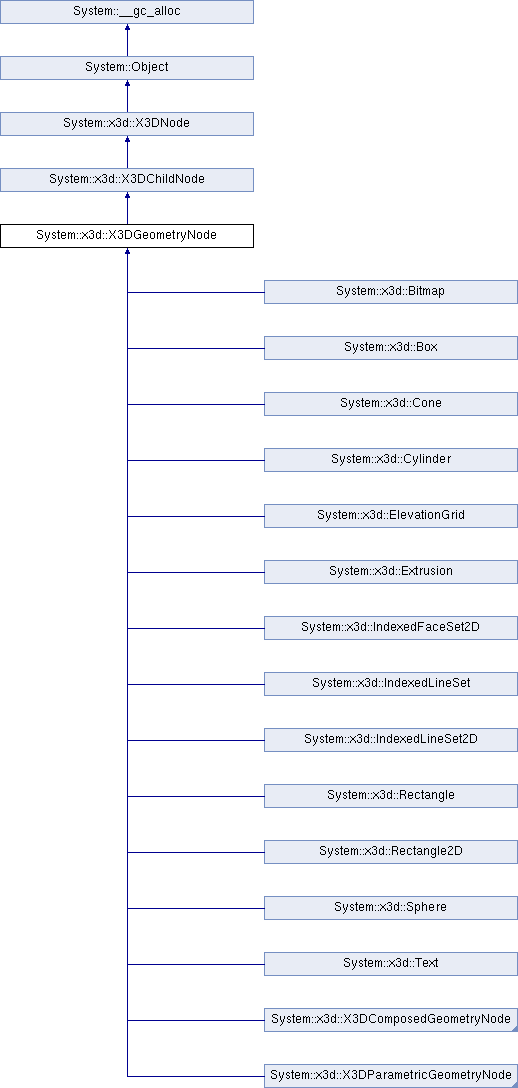 System::__gc_alloc
System::Object
System::x3d::X3DNode
System::x3d::X3DChildNode
System::x3d::X3DGeometryNode
System::x3d::Bitmap
System::x3d::Box
System::x3d::Cone
System::x3d::Cylinder
System::x3d::ElevationGrid
System::x3d::Extrusion
System::x3d::IndexedFaceSet2D
System::x3d::IndexedLineSet
System::x3d::IndexedLineSet2D
System::x3d::Rectangle
System::x3d::Rectangle2D
System::x3d::Sphere
System::x3d::Text
System::x3d::X3DComposedGeometryNode
System::x3d::X3DParametricGeometryNode